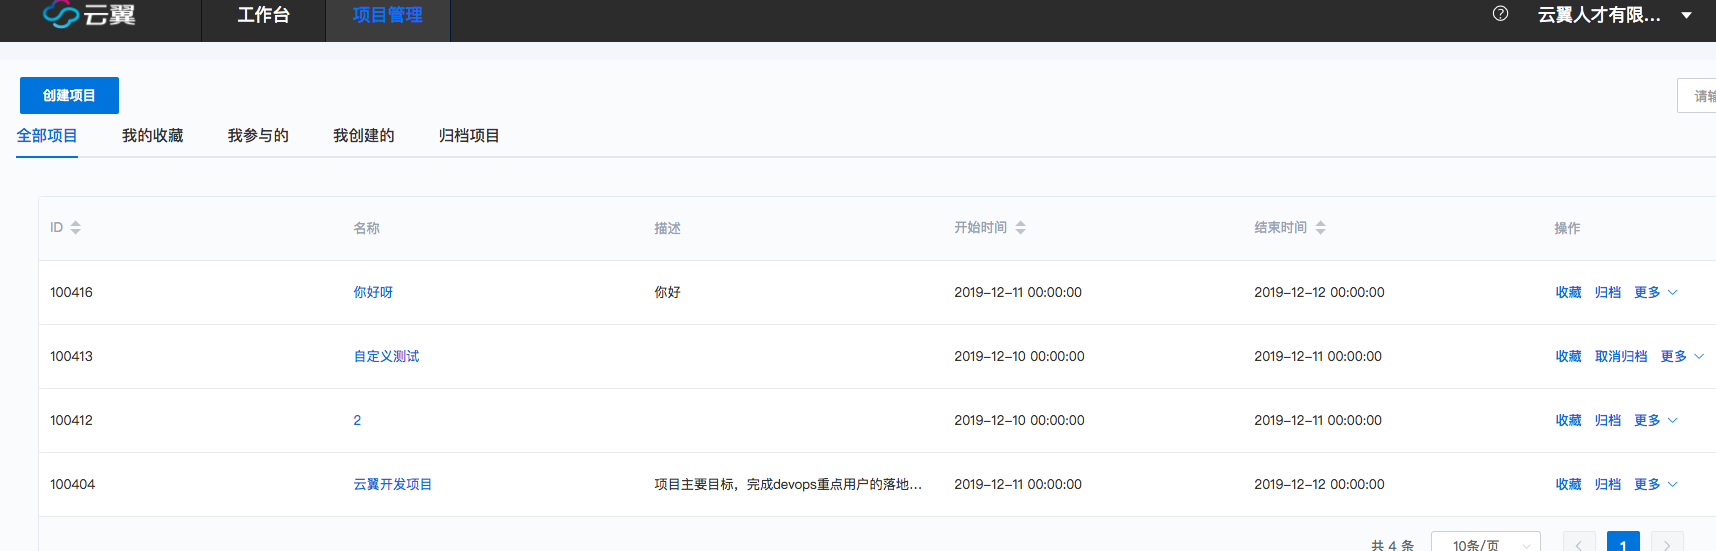 云翼 工作台 项目管理 云翼人才有限...
创建项目
请输
全部项目 我的收藏 我参与的 我创建的 归档项目
ID 名称 描述 开始时间 结束时间 操作
100416 你好呀 你好 2019-12-11 00:00:00 2019-12-12 00:00:00 收藏 归档 更多
100413 自定义测试 2019-12-10 00:00:00 2019-12-11 00:00:00 收藏 取消归档 更多
100412 2 2019-12-10 00:00:00 2019-12-11 00:00:00 收藏 归档 更多
100404 云翼开发项目 项目主要目标，完成devops重点用户的落地... 2019-12-11 00:00:00 2019-12-12 00:00:00 收藏 归档 更多
共 4 条 10条/页 1